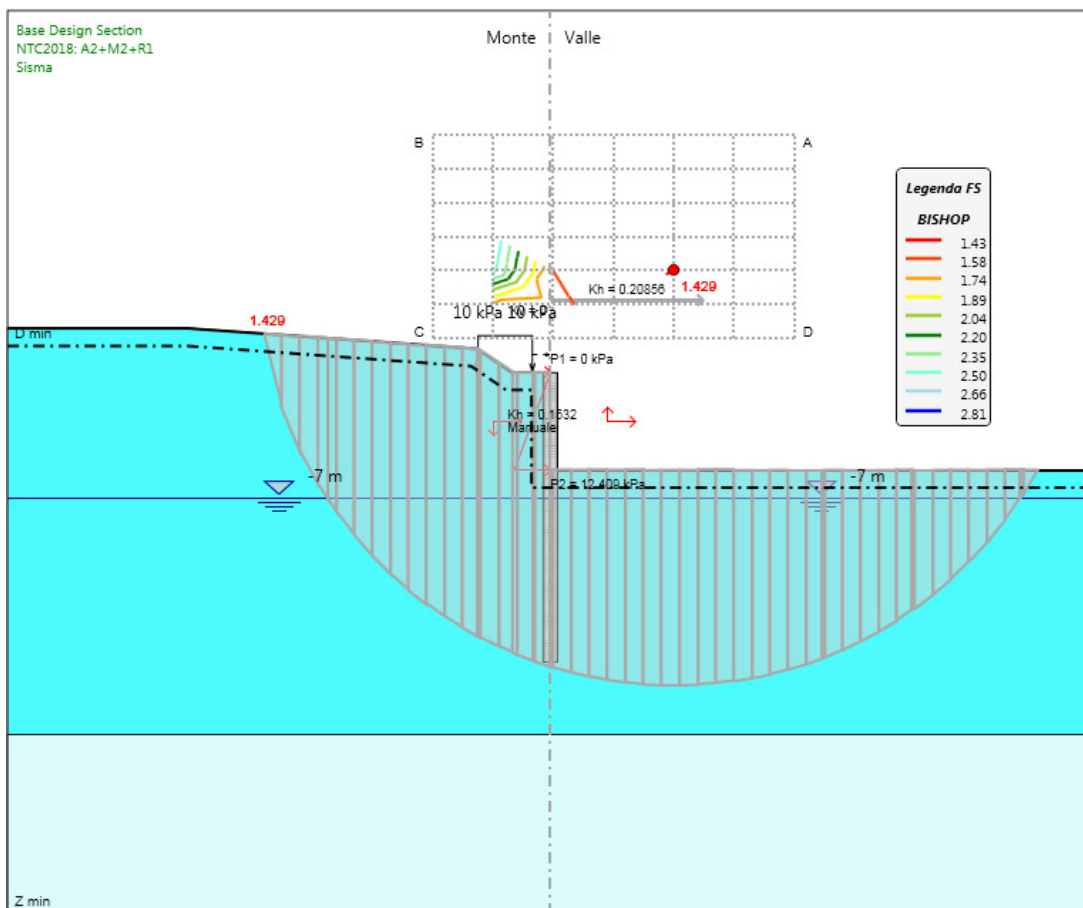 Base Design Section
NTC2018: A2+M2+R1
Sisma
Monte
Valle
B
A
Legenda FS
BISHOP
1.43
1.58
1.74
1.89
2.04
2.20
2.35
2.50
2.66
2.81
1.429
Kh = 0.20856
10 kPa
10 kPa
1.429
C
D
D min
P1 = 0 kPa
Kh = 0.1532
Manuale
-7 m
-7 m
P2 = 12.409 kPa
Z min